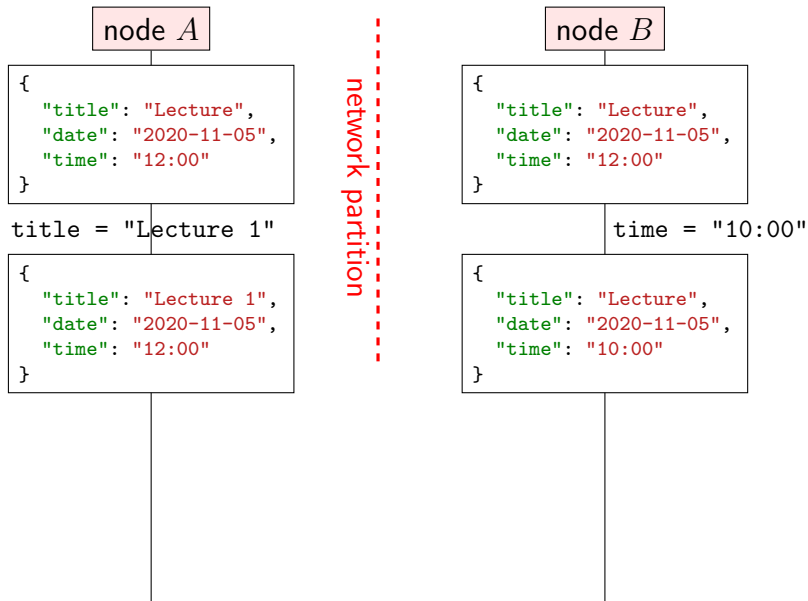 node A
{
  "title": "Lecture",
  "date": "2020-11-05",
  "time": "12:00"
}
title = "Lecture 1"
{
  "title": "Lecture 1",
  "date": "2020-11-05",
  "time": "12:00"
}
network partition
node B
{
  "title": "Lecture",
  "date": "2020-11-05",
  "time": "12:00"
}
time = "10:00"
{
  "title": "Lecture",
  "date": "2020-11-05",
  "time": "10:00"
}